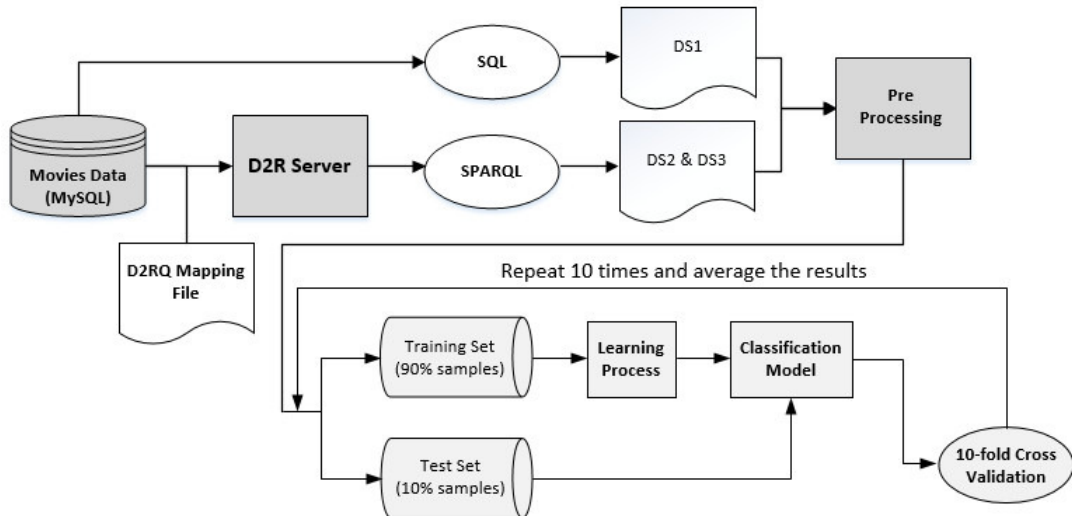 SQL
DS1
Pre
Processing
Movies Data
(MySQL)
D2R Server
SPARQL
DS2 & DS3
D2RQ Mapping
File
Repeat 10 times and average the results
Training Set
(90% samples)
Learning
Process
Classification
Model
Test Set
(10% samples)
10-fold Cross
Validation